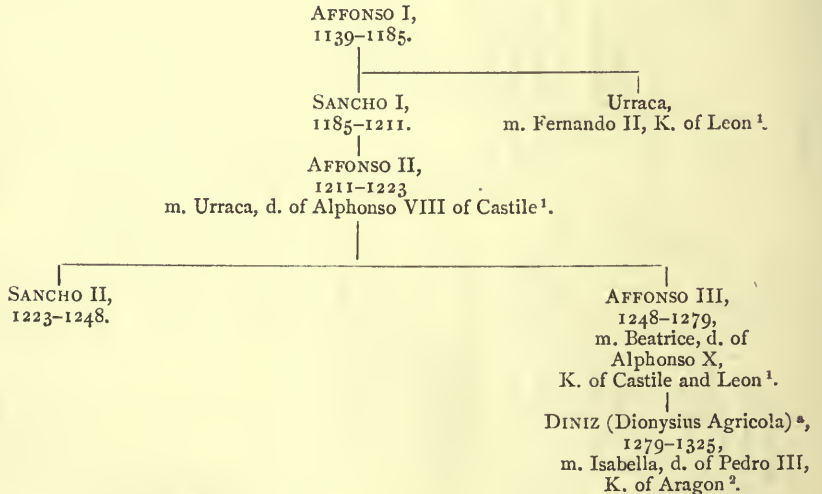 AFFONSO I,
1139–1185.
SANCHO I,
1185–1211.
Urraca,
m. Fernando II, K. of Leon ¹.
AFFONSO II,
1211–1223
m. Urraca, d. of Alphonso VIII of Castile ¹.
SANCHO II,
1223–1248.
AFFONSO III,
1248–1279,
m. Beatrice, d. of
Alphonso X,
K. of Castile and Leon ¹.
DINIZ (Dionysius Agricola) ᵃ,
1279–1325,
m. Isabella, d. of Pedro III,
K. of Aragon ².